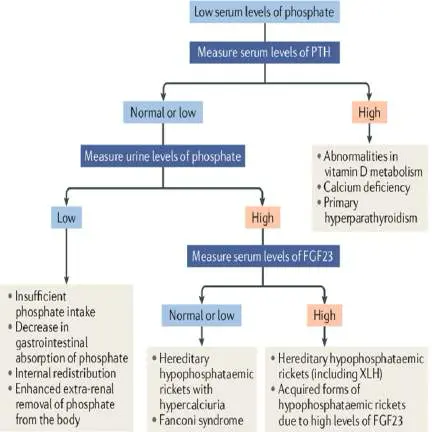 Low serum levels of phosphate
Measure serum levels of PTH
Normal or low
High
Measure urine levels of phosphate
• Abnormalities in
vitamin D metabolism
• Calcium deficiency
• Primary
hyperparathyroidism
Low
High
Measure serum levels of FGF23
• Insufficient
phosphate intake
• Decrease in
gastrointestinal
absorption of phosphate
• Internal redistribution
• Enhanced extra-renal
removal of phosphate
from the body
Normal or low
High
• Hereditary
hypophosphataemic
rickets with
hypercalciuria
• Fanconi syndrome
• Hereditary hypophosphataemic
rickets (including XLH)
• Acquired forms of
hypophosphataemic rickets
due to high levels of FGF23